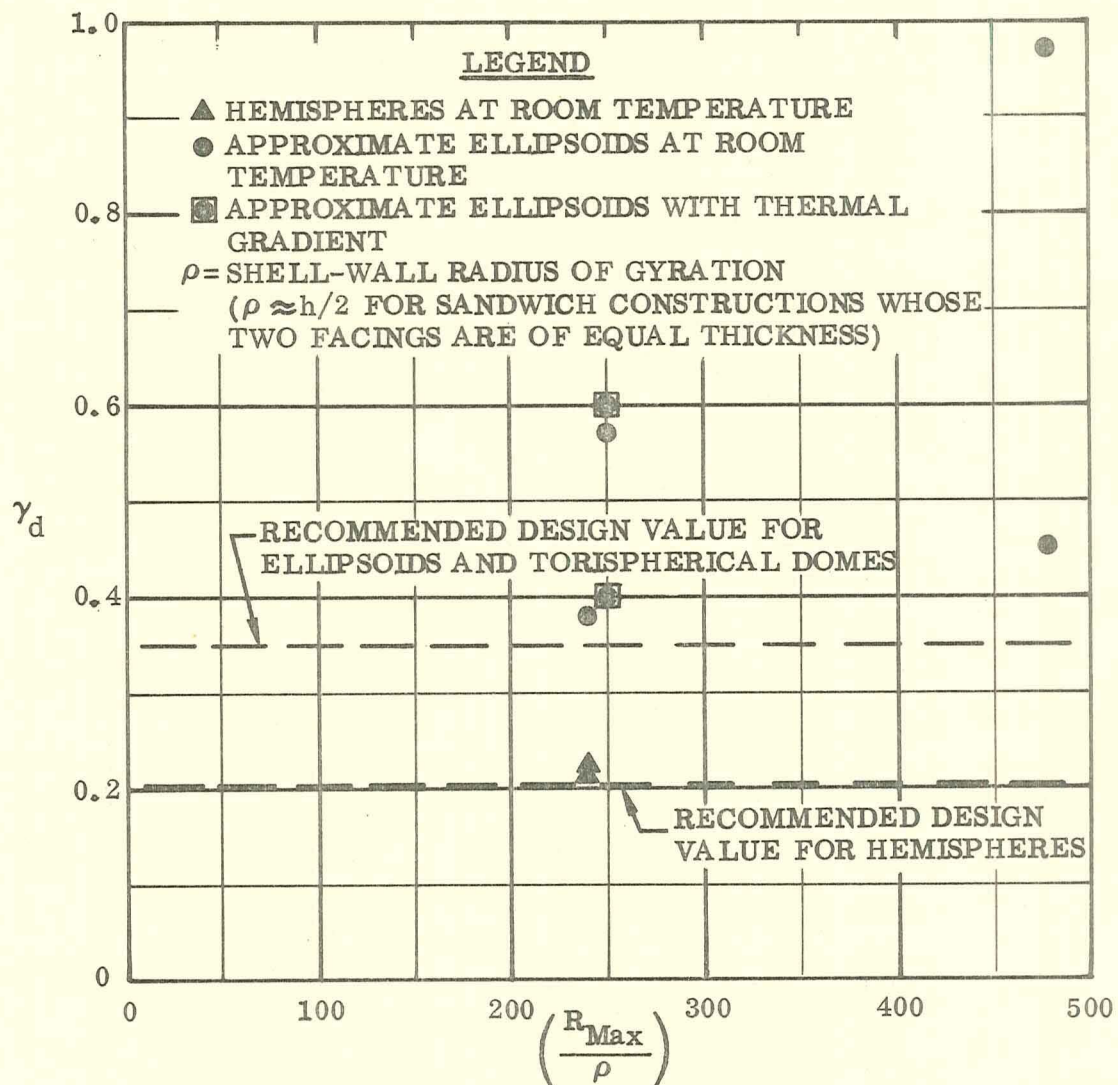 1.0
LEGEND
▲ HEMISPHERES AT ROOM TEMPERATURE
● APPROXIMATE ELLIPSOIDS AT ROOM
TEMPERATURE
APPROXIMATE ELLIPSOIDS WITH THERMAL
GRADIENT
ρ = SHELL-WALL RADIUS OF GYRATION
(ρ ≈ h/2 FOR SANDWICH CONSTRUCTIONS WHOSE
TWO FACINGS ARE OF EQUAL THICKNESS)
0.8
0.6
γd
RECOMMENDED DESIGN VALUE FOR
ELLIPSOIDS AND TORISPHERICAL DOMES
0.4
0.2
RECOMMENDED DESIGN
VALUE FOR HEMISPHERES
0
0 100 200 300 400 500
(RMax
ρ)